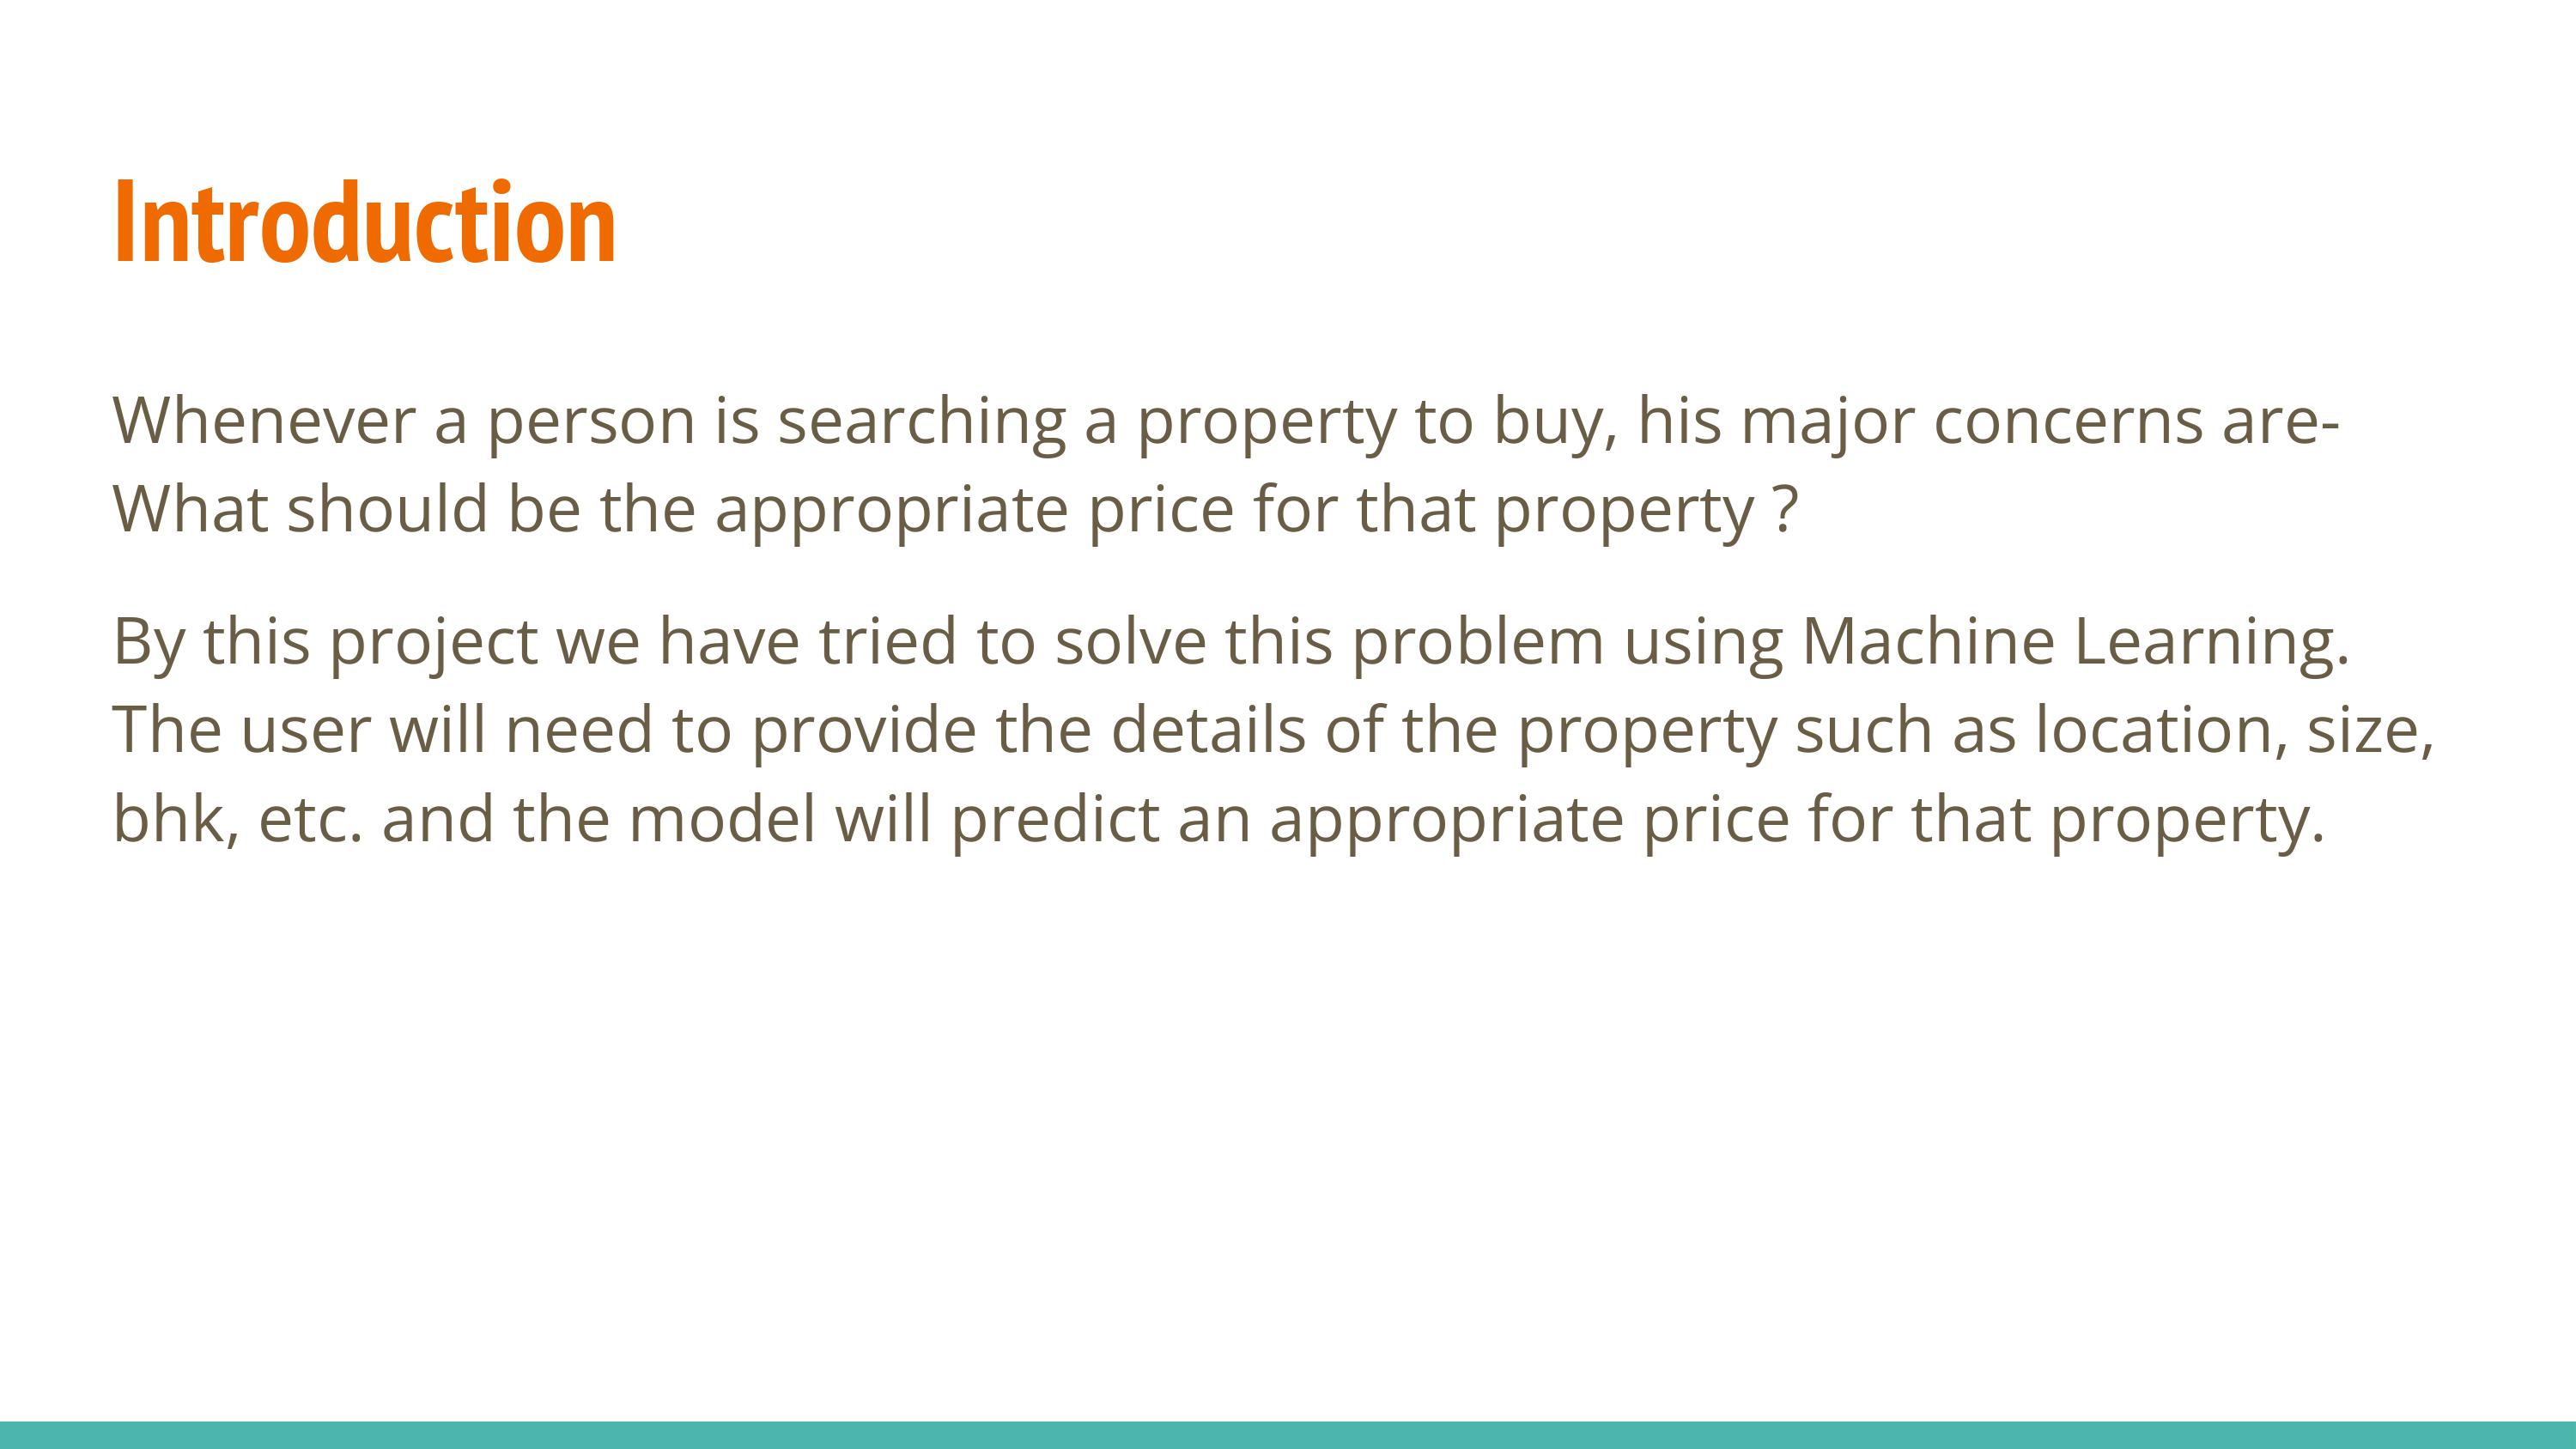 Introduction
Whenever a person is searching a property to buy, his major concerns are-
What should be the appropriate price for that property ?
By this project we have tried to solve this problem using Machine Learning.
The user will need to provide the details of the property such as location, size,
bhk, etc. and the model will predict an appropriate price for that property.